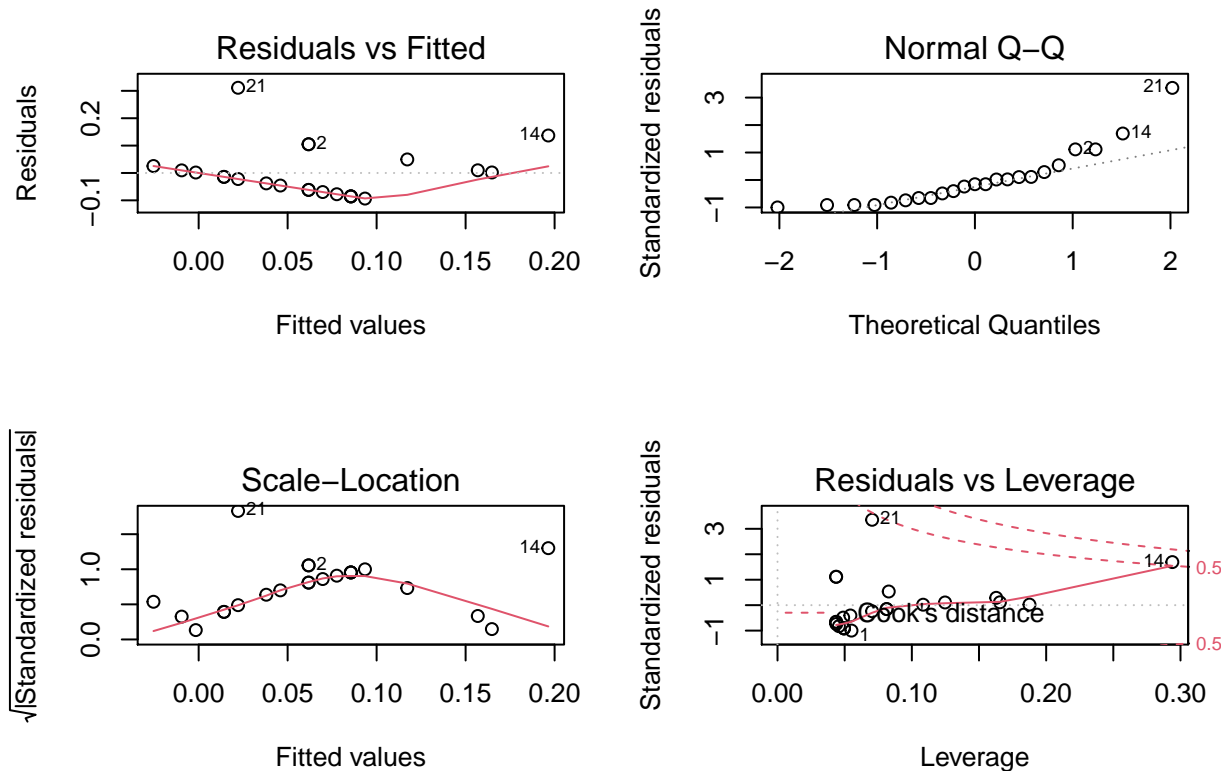 Residuals vs Fitted
Residuals
0.2
−0.1
21
2
14
0.00 0.05 0.10 0.15 0.20
Fitted values
Normal Q−Q
Standardized residuals
3
1
−1
21
14
2
−2 −1 0 1 2
Theoretical Quantiles
Scale−Location
√|Standardized residuals|
1.0
0.0
21
2
14
0.00 0.05 0.10 0.15 0.20
Fitted values
Residuals vs Leverage
Standardized residuals
3
1
−1
21
14
0.5
Cook's distance
1
0.5
0.00 0.10 0.20 0.30
Leverage